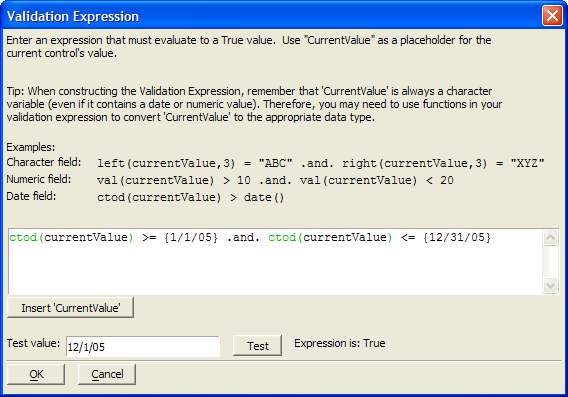 Validation Expression
Enter an expression that must evaluate to a True value.  Use "CurrentValue" as a placeholder for the
current control's value.
Tip: When constructing the Validation Expression, remember that 'CurrentValue' is always a character
variable (even if it contains a date or numeric value). Therefore, you may need to use functions in your
validation expression to convert 'CurrentValue' to the appropriate data type.
Examples:
Character field: left(currentValue,3) = "ABC" .and. right(currentValue,3) = "XYZ"
Numeric field: val(currentValue) > 10 .and. val(currentValue) < 20
Date field: ctod(currentValue) > date()
ctod(currentValue) >= {1/1/05} .and. ctod(currentValue) <= {12/31/05}
Insert 'CurrentValue'
Test value: 12/1/05 Test Expression is: True
OK Cancel